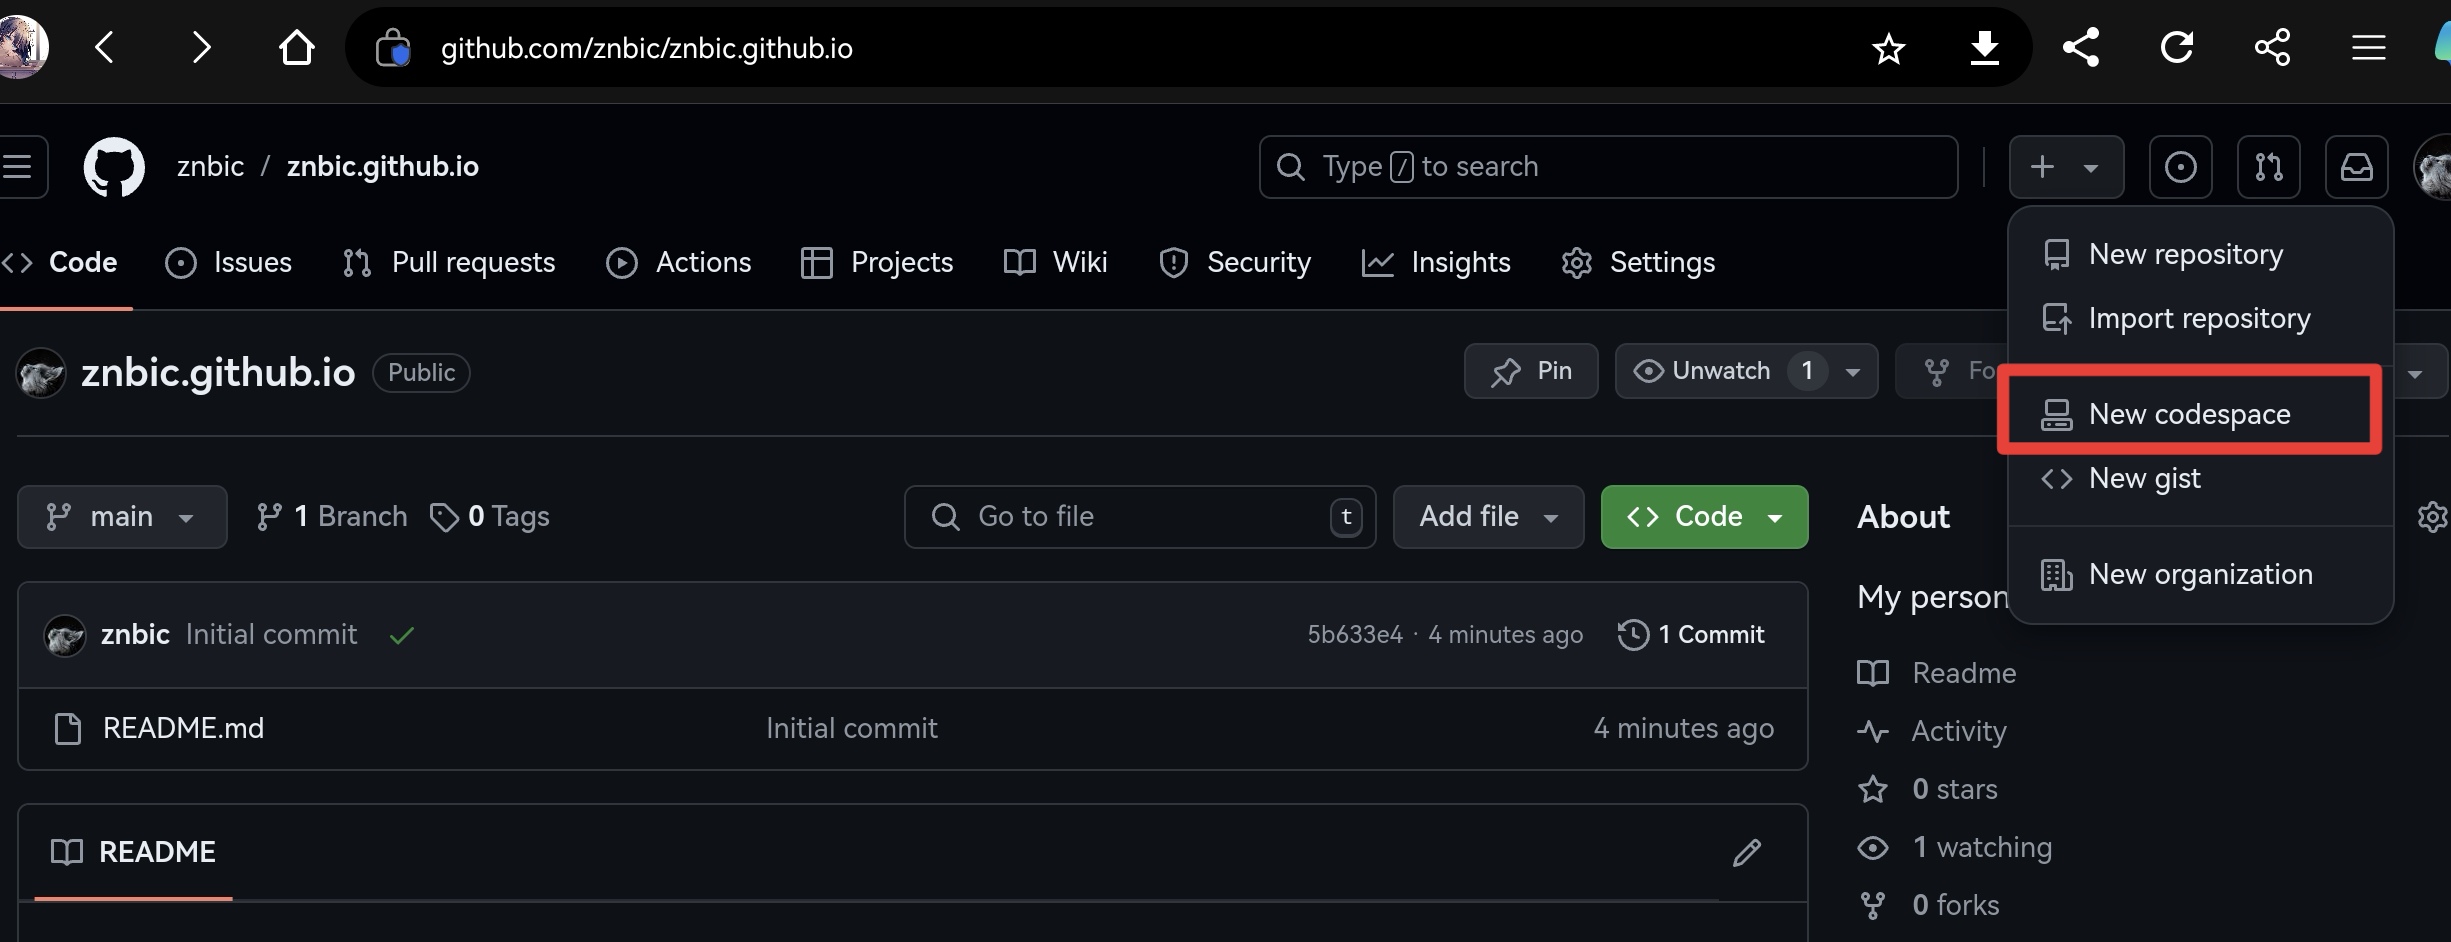 github.com/znbic/znbic.github.io
znbic / znbic.github.io
Type / to search
Code
Issues
Pull requests
Actions
Projects
Wiki
Security
Insights
Settings
New repository
Import repository
New codespace
New gist
New organization
znbic.github.io
Public
Pin
Unwatch 1
main
1 Branch
0 Tags
Go to file
t
Add file
Code
About
My person
znbic Initial commit
5b633e4 · 4 minutes ago
1 Commit
README.md
Initial commit
4 minutes ago
README
Readme
Activity
0 stars
1 watching
0 forks